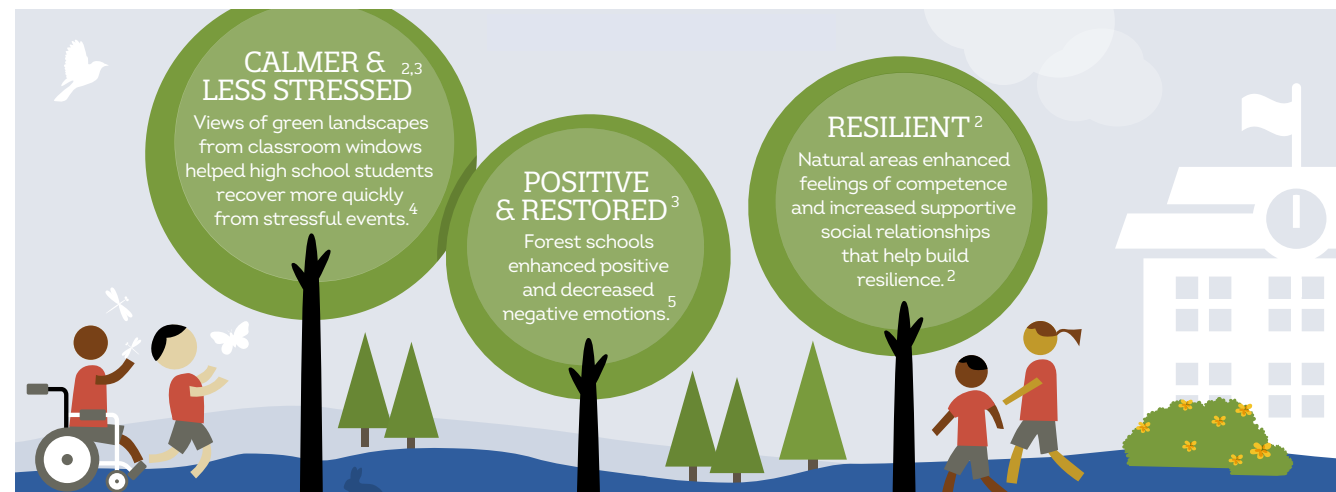 CALMER &
LESS STRESSED 2,3
Views of green landscapes
from classroom windows
helped high school students
recover more quickly
from stressful events.4
POSITIVE
& RESTORED 3
Forest schools
enhanced positive
and decreased
negative emotions.5
RESILIENT 2
Natural areas enhanced
feelings of competence
and increased supportive
social relationships
that help build
resilience.2